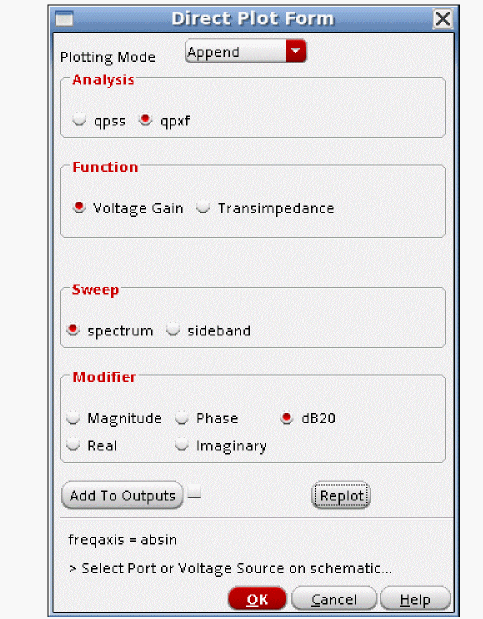 Direct Plot Form
Plotting Mode Append
Analysis
qpss qpxf
Function
Voltage Gain Transimpedance
Sweep
spectrum sideband
Modifier
Magnitude Phase dB20
Real Imaginary
Add To Outputs Replot
freqaxis = absin
> Select Port or Voltage Source on schematic...
OK Cancel Help